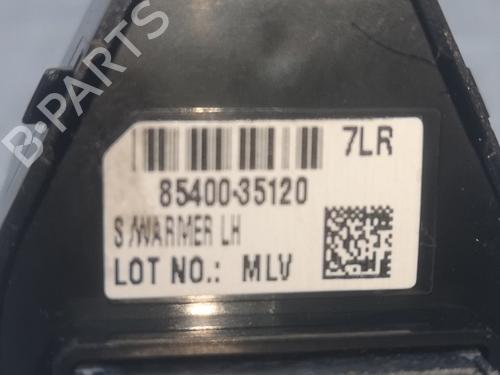 7LR
85400-35120
S/WARMER LH
LOT NO.: MLV
B-PARTS